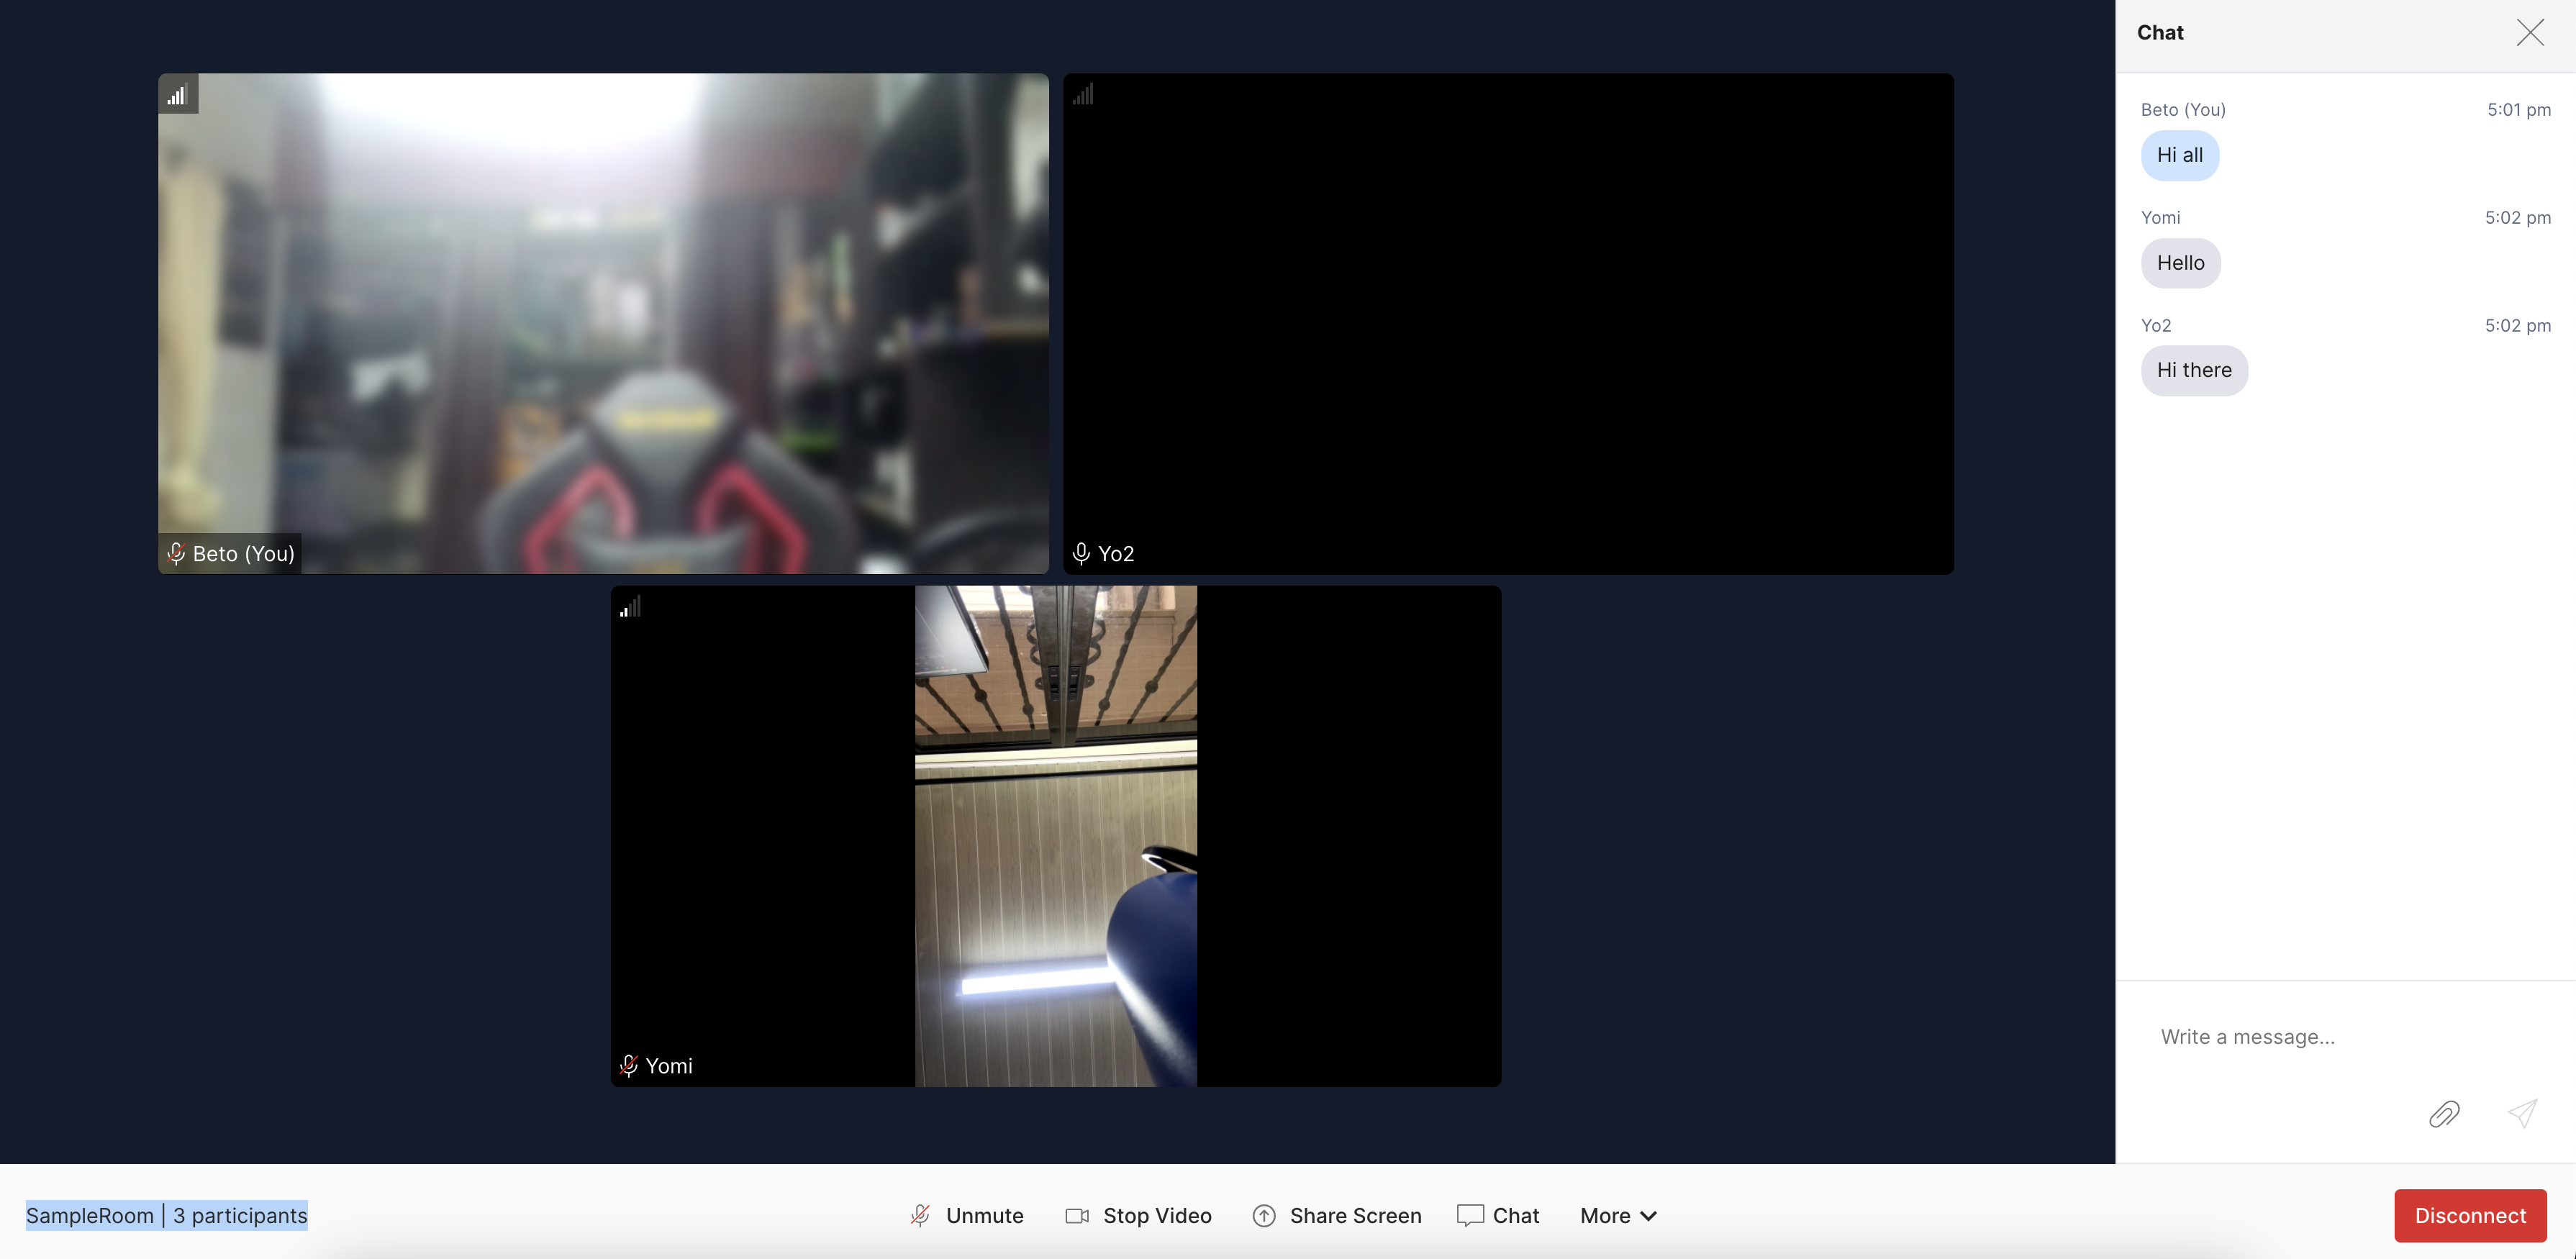 Chat
Beto (You) 5:01 pm
Hi all
Yomi 5:02 pm
Hello
Yo2 5:02 pm
Hi there
Beto (You)
Yo2
Yomi
Write a message...
SampleRoom | 3 participants
Unmute
Stop Video
Share Screen
Chat
More
Disconnect